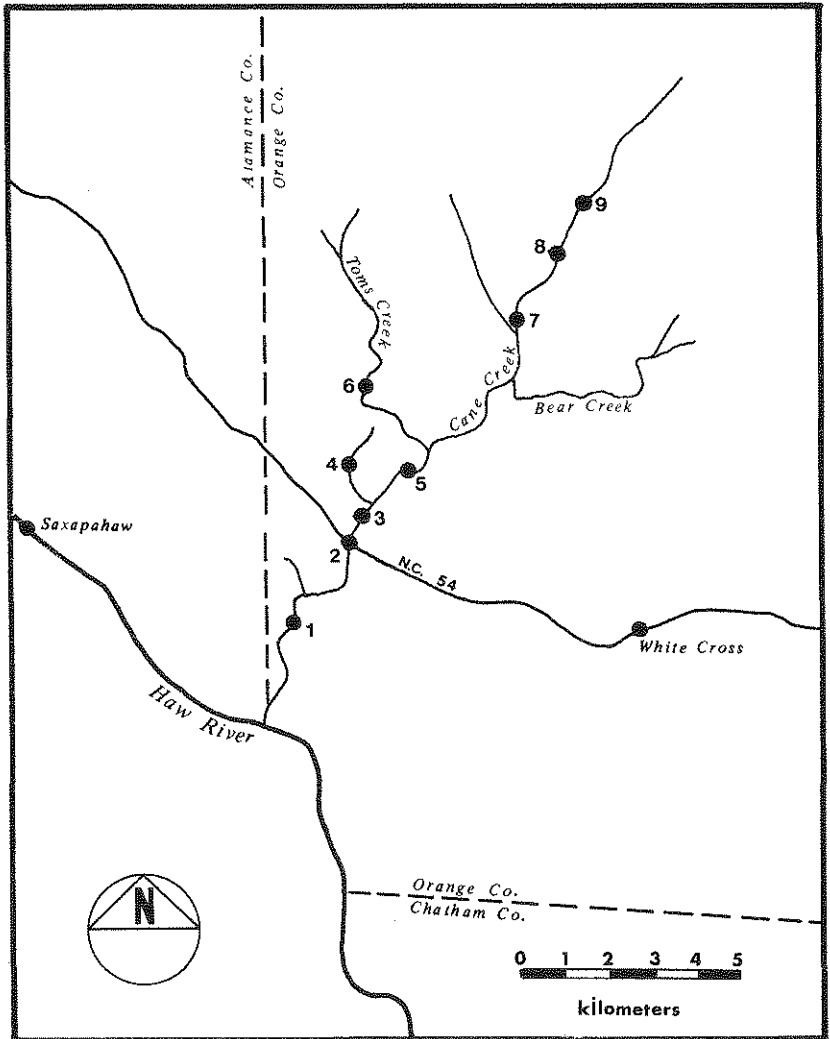 Alamance Co.
Orange Co.
9
8
Toms Creek
7
6
Cane Creek
Bear Creek
4
5
3
Saxapahaw
2
N.C. 54
1
White Cross
Haw River
Orange Co.
Chatham Co.
N
0 1 2 3 4 5
kilometers